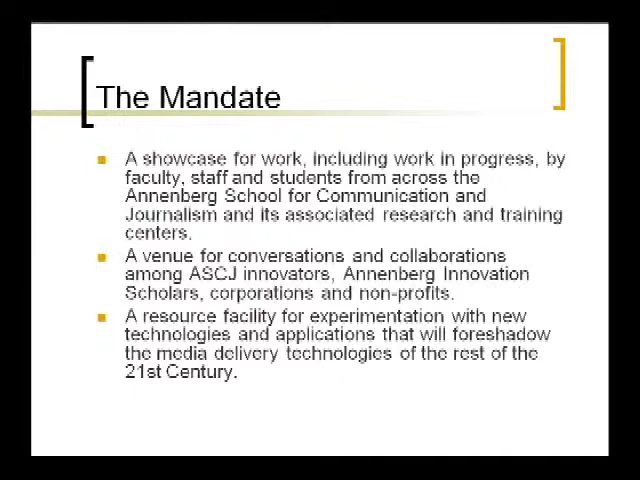 The Mandate
A showcase for work, including work in progress, by
faculty, staff and students from across the
Annenberg School for Communication and
Journalism and its associated research and training
centers.
A venue for conversations and collaborations
among ASCJ innovators, Annenberg Innovation
Scholars, corporations and non-profits.
A resource facility for experimentation with new
technologies and applications that will foreshadow
the media delivery technologies of the rest of the
21st Century.